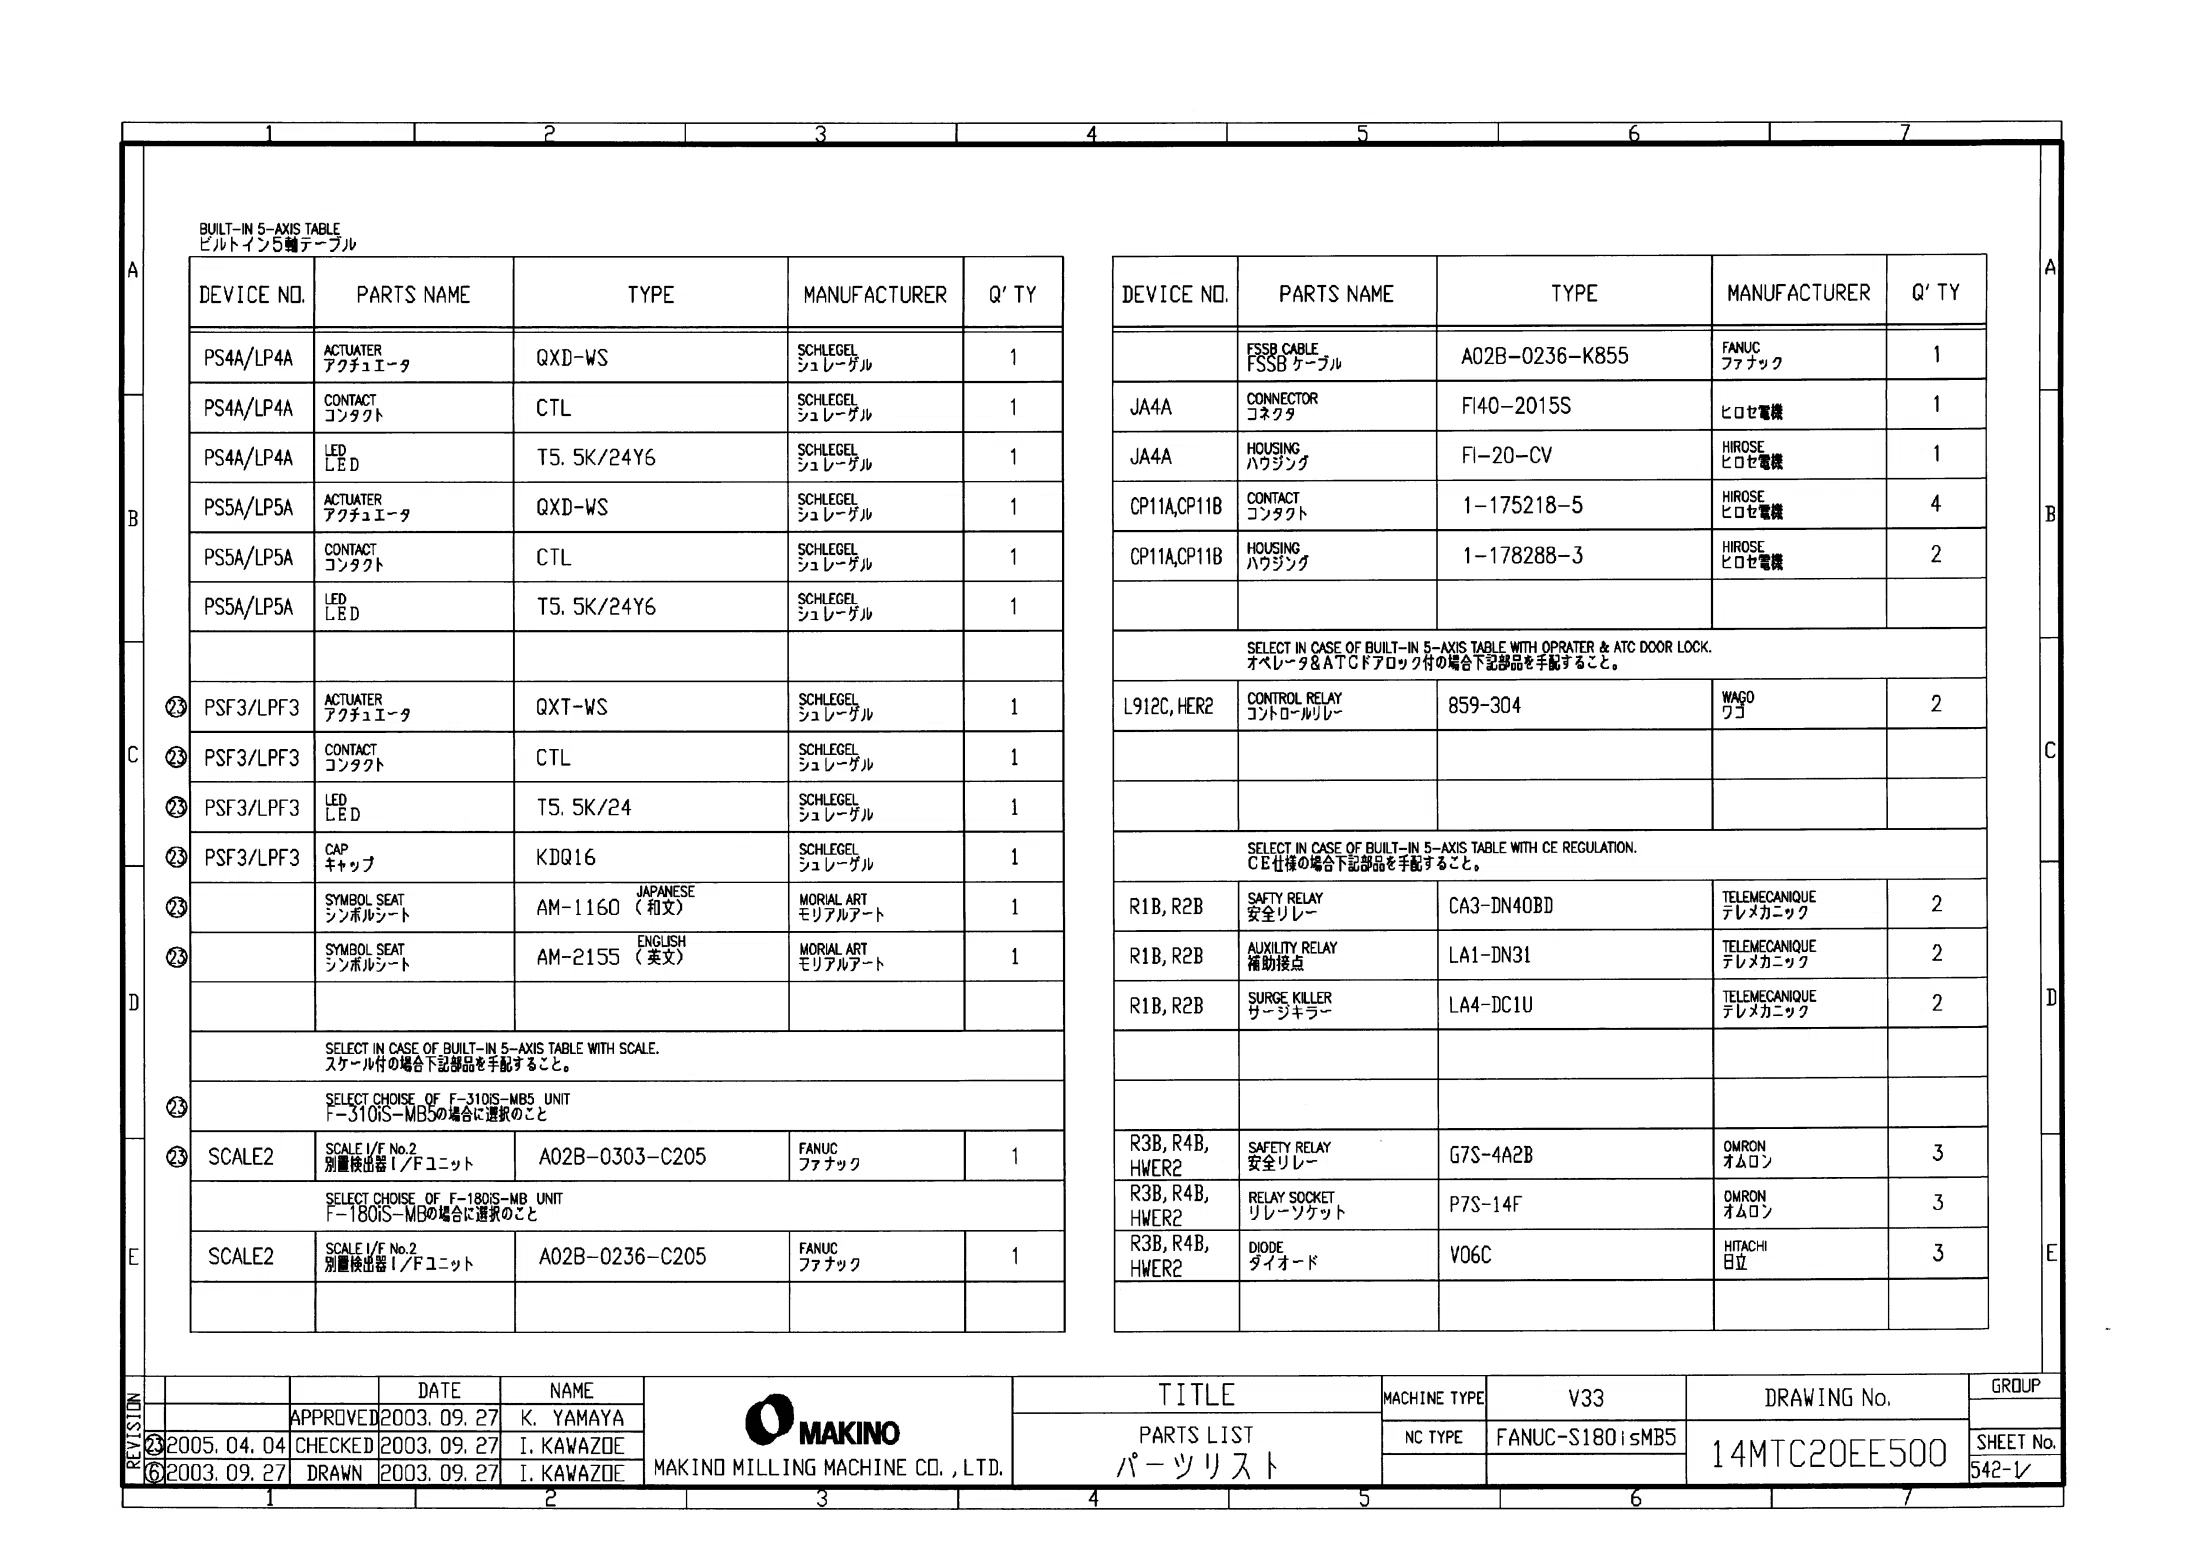 1 2 3 4 5 6 7
BUILT-IN 5-AXIS TABLE
ビルトイン5軸テーブル
DEVICE NO. PARTS NAME TYPE MANUFACTURER Q'TY
PS4A/LP4A ACTUATER QXD-WS SCHLEGEL 1
アクチュエータ シュレーゲル
PS4A/LP4A CONTACT CTL SCHLEGEL 1
コンタクト シュレーゲル
PS4A/LP4A LED T5.5K/24Y6 SCHLEGEL 1
LED シュレーゲル
PS5A/LP5A ACTUATER QXD-WS SCHLEGEL 1
アクチュエータ シュレーゲル
PS5A/LP5A CONTACT CTL SCHLEGEL 1
コンタクト シュレーゲル
PS5A/LP5A LED T5.5K/24Y6 SCHLEGEL 1
LED シュレーゲル
㉓ PSF3/LPF3 ACTUATER QXT-WS SCHLEGEL 1
アクチュエータ シュレーゲル
㉓ PSF3/LPF3 CONTACT CTL SCHLEGEL 1
コンタクト シュレーゲル
㉓ PSF3/LPF3 LED T5.5K/24 SCHLEGEL 1
LED シュレーゲル
㉓ PSF3/LPF3 CAP KDQ16 SCHLEGEL 1
キャップ シュレーゲル
㉓ SYMBOL SEAT AM-1160 JAPANESE MORIAL ART 1
シンボルシート (和文) モリアルアート
㉓ SYMBOL SEAT AM-2155 ENGLISH MORIAL ART 1
シンボルシート (英文) モリアルアート
SELECT IN CASE OF BUILT-IN 5-AXIS TABLE WITH SCALE.
スケール付の場合下記部品を手配すること。
㉓ SELECT CHOISE OF F-310iS-MB5 UNIT
F-310iS-MB5の場合に選択のこと
㉓ SCALE2 SCALE I/F No.2 A02B-0303-C205 FANUC 1
別置検出器I/Fユニット ファナック
SELECT CHOISE OF F-180iS-MB UNIT
F-180iS-MBの場合に選択のこと
SCALE2 SCALE I/F No.2 A02B-0236-C205 FANUC 1
別置検出器I/Fユニット ファナック
DEVICE NO. PARTS NAME TYPE MANUFACTURER Q'TY
FSSB CABLE A02B-0236-K855 FANUC 1
FSSBケーブル ファナック
JA4A CONNECTOR FI40-2015S 1
コネクタ ヒロセ電機
JA4A HOUSING FI-20-CV HIROSE 1
ハウジング ヒロセ電機
CP11A,CP11B CONTACT 1-175218-5 HIROSE 4
コンタクト ヒロセ電機
CP11A,CP11B HOUSING 1-178288-3 HIROSE 2
ハウジング ヒロセ電機
SELECT IN CASE OF BUILT-IN 5-AXIS TABLE WITH OPRATER & ATC DOOR LOCK.
オペレータ&ATCドアロック付の場合下記部品を手配すること。
L912C, HER2 CONTROL RELAY 859-304 WAGO 2
コントロールリレー ワゴ
SELECT IN CASE OF BUILT-IN 5-AXIS TABLE WITH CE REGULATION.
CE仕様の場合下記部品を手配すること。
R1B, R2B SAFTY RELAY CA3-DN40BD TELEMECANIQUE 2
安全リレー テレメカニック
R1B, R2B AUXILITY RELAY LA1-DN31 TELEMECANIQUE 2
補助接点 テレメカニック
R1B, R2B SURGE KILLER LA4-DC1U TELEMECANIQUE 2
サージキラー テレメカニック
R3B, R4B, HWER2 SAFETY RELAY G7S-4A2B OMRON 3
安全リレー オムロン
R3B, R4B, HWER2 RELAY SOCKET P7S-14F OMRON 3
リレーソケット オムロン
R3B, R4B, HWER2 DIODE V06C HITACHI 3
ダイオード 日立
A B C D E
A B C D E
REVISION
DATE NAME
APPROVED 2003.09.27 K. YAMAYA
㉓ 2005.04.04 CHECKED 2003.09.27 I. KAWAZOE
⑥ 2003.09.27 DRAWN 2003.09.27 I. KAWAZOE
MAKINO
MAKINO MILLING MACHINE CO., LTD.
TITLE
PARTS LIST
パーツリスト
MACHINE TYPE V33
NC TYPE FANUC-S180isMB5
DRAWING No.
14MTC20EE500
GROUP
SHEET No.
542-1/
1 2 3 4 5 6 7